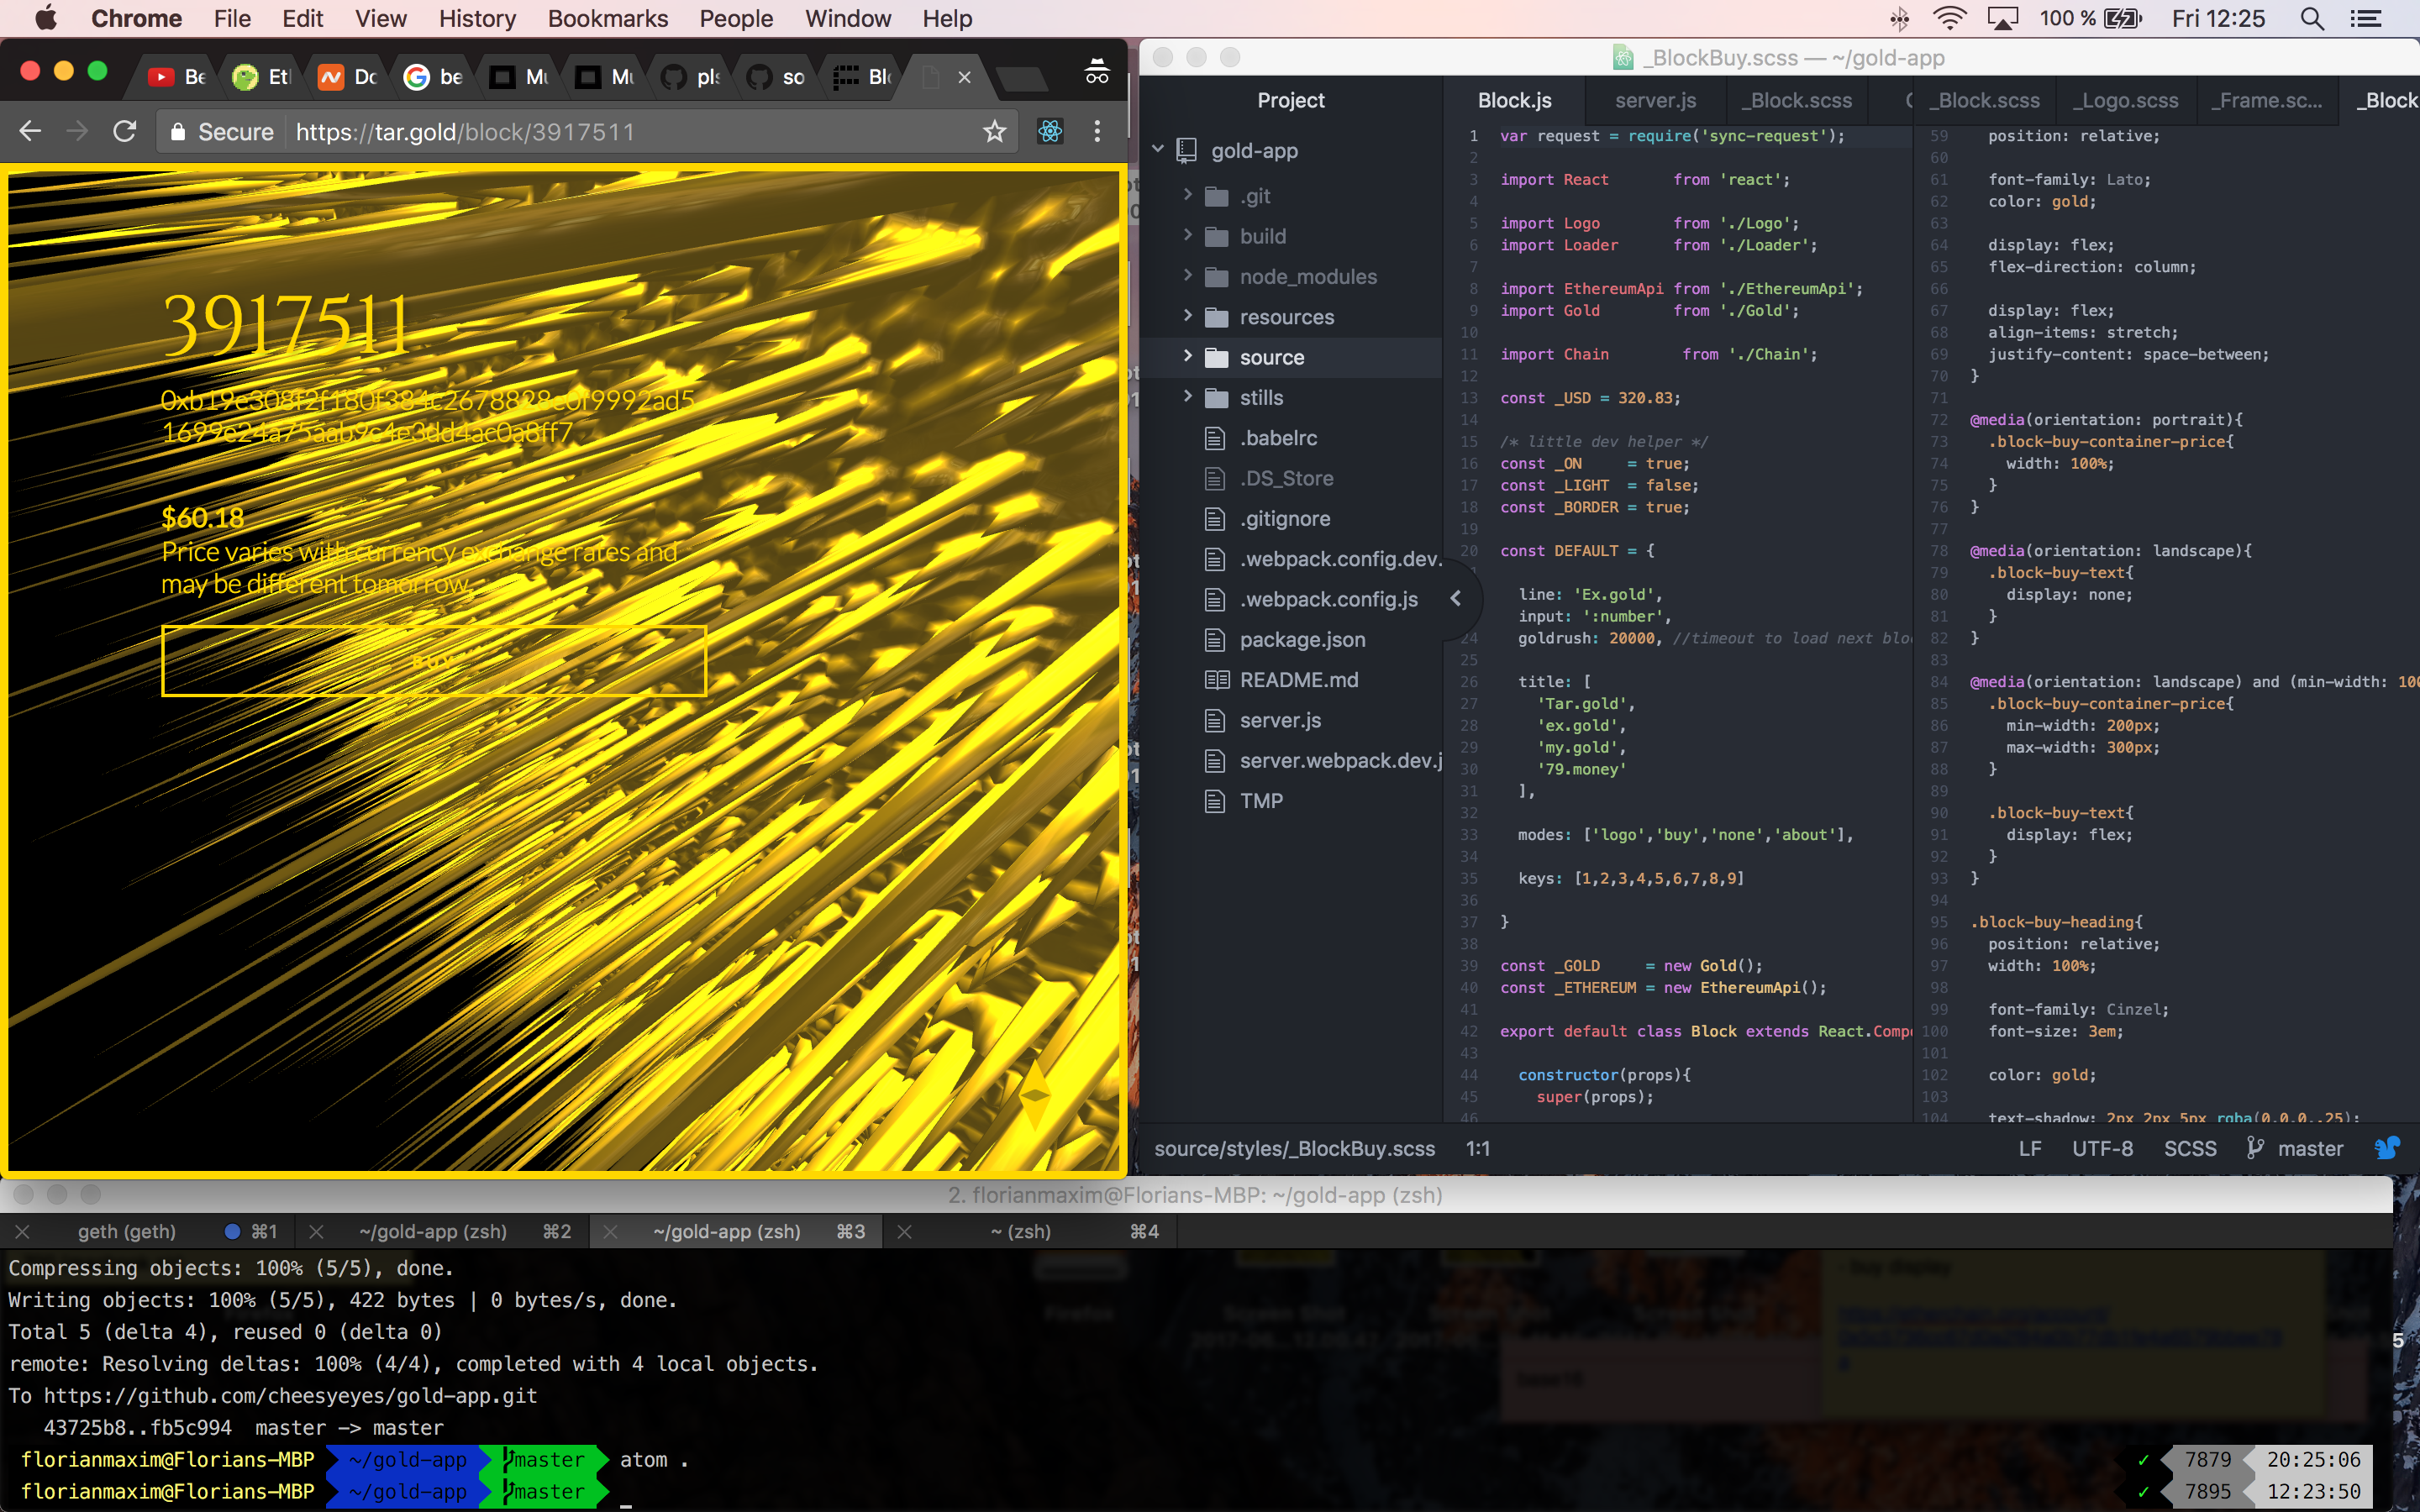 Chrome File Edit View History Bookmarks People Window Help 100 % Fri 12:25
Be Etl Dc be Mu Mu pls so Blo
Secure https://tar.gold/block/3917511
3917511
0xb19e308f2f180f384c2678828e0f9992ad5
1699e24a75aab9c4e3dd4ac0a8ff7
$60.18
Price varies with currency exchange rates and
may be different tomorrow.
BUY
_BlockBuy.scss — ~/gold-app
Project
gold-app
.git
build
node_modules
resources
source
stills
.babelrc
.DS_Store
.gitignore
.webpack.config.dev.
.webpack.config.js
package.json
README.md
server.js
server.webpack.dev.j
TMP
Block.js server.js _Block.scss
1 var request = require('sync-request');
2
3 import React from 'react';
4
5 import Logo from './Logo';
6 import Loader from './Loader';
7
8 import EthereumApi from './EthereumApi';
9 import Gold from './Gold';
10
11 import Chain from './Chain';
12
13 const _USD = 320.83;
14
15 /* little dev helper */
16 const _ON = true;
17 const _LIGHT = false;
18 const _BORDER = true;
19
20 const DEFAULT = {
line: 'Ex.gold',
input: ':number',
24 goldrush: 20000, //timeout to load next bloc
25
26 title: [
27 'Tar.gold',
28 'ex.gold',
29 'my.gold',
30 '79.money'
31 ],
32
33 modes: ['logo','buy','none','about'],
34
35 keys: [1,2,3,4,5,6,7,8,9]
36
37 }
38
39 const _GOLD = new Gold();
40 const _ETHEREUM = new EthereumApi();
41
42 export default class Block extends React.Compo
43
44 constructor(props){
45 super(props);
46
_Block.scss _Logo.scss _Frame.sc... _Block
59 position: relative;
60
61 font-family: Lato;
62 color: gold;
63
64 display: flex;
65 flex-direction: column;
66
67 display: flex;
68 align-items: stretch;
69 justify-content: space-between;
70 }
71
72 @media(orientation: portrait){
73 .block-buy-container-price{
74 width: 100%;
75 }
76 }
77
78 @media(orientation: landscape){
79 .block-buy-text{
80 display: none;
81 }
82 }
83
84 @media(orientation: landscape) and (min-width: 100
85 .block-buy-container-price{
86 min-width: 200px;
87 max-width: 300px;
88 }
89
90 .block-buy-text{
91 display: flex;
92 }
93 }
94
95 .block-buy-heading{
96 position: relative;
97 width: 100%;
98
99 font-family: Cinzel;
100 font-size: 3em;
101
102 color: gold;
103
104 text-shadow: 2px 2px 5px rgba(0,0,0,.25);
source/styles/_BlockBuy.scss 1:1 LF UTF-8 SCSS master
2. florianmaxim@Florians-MBP: ~/gold-app (zsh)
geth (geth) ⌘1 ~/gold-app (zsh) ⌘2 ~/gold-app (zsh) ⌘3 ~ (zsh) ⌘4
Compressing objects: 100% (5/5), done.
Writing objects: 100% (5/5), 422 bytes | 0 bytes/s, done.
Total 5 (delta 4), reused 0 (delta 0)
remote: Resolving deltas: 100% (4/4), completed with 4 local objects.
To https://github.com/cheesyeyes/gold-app.git
43725b8..fb5c994 master -> master
florianmaxim@Florians-MBP ~/gold-app master atom . ✓ 7879 20:25:06
florianmaxim@Florians-MBP ~/gold-app master _ ✓ 7895 12:23:50